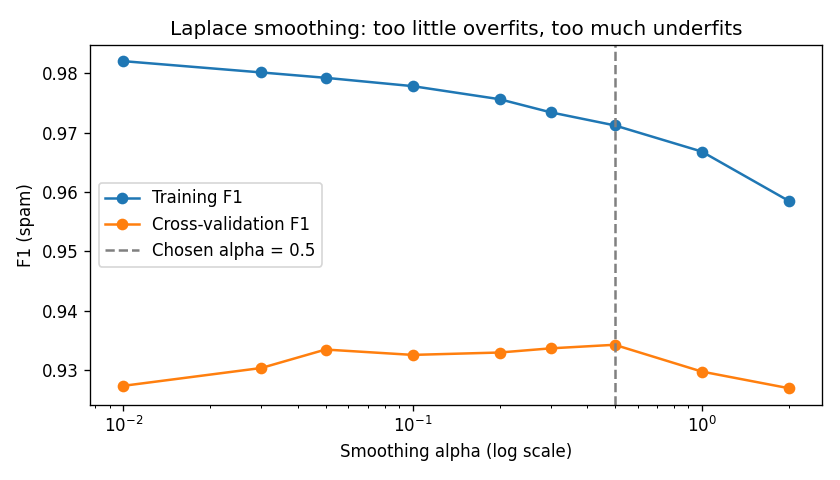 Laplace smoothing: too little overfits, too much underfits
F1 (spam)
0.98
0.97
0.96
0.95
0.94
0.93
Training F1
Cross-validation F1
Chosen alpha = 0.5
10⁻²
10⁻¹
10⁰
Smoothing alpha (log scale)